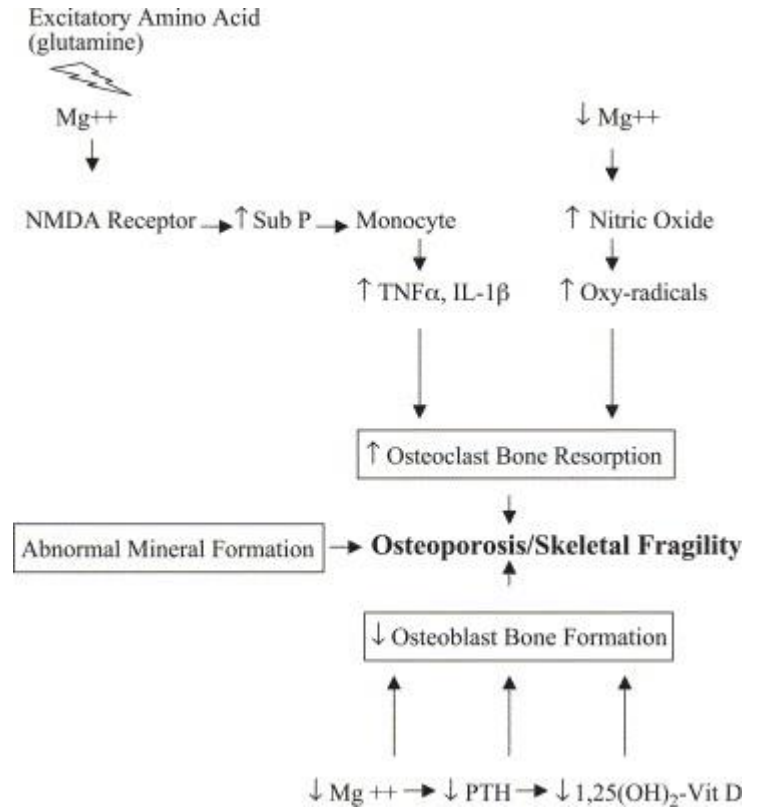 Excitatory Amino Acid
(glutamine)
Mg++
↓ Mg++
NMDA Receptor → ↑ Sub P → Monocyte
↑ Nitric Oxide
↑ TNFα, IL-1β
↑ Oxy-radicals
↑ Osteoclast Bone Resorption
Abnormal Mineral Formation → Osteoporosis/Skeletal Fragility
↓ Osteoblast Bone Formation
↓ Mg ++ → ↓ PTH → ↓ 1,25(OH)₂-Vit D